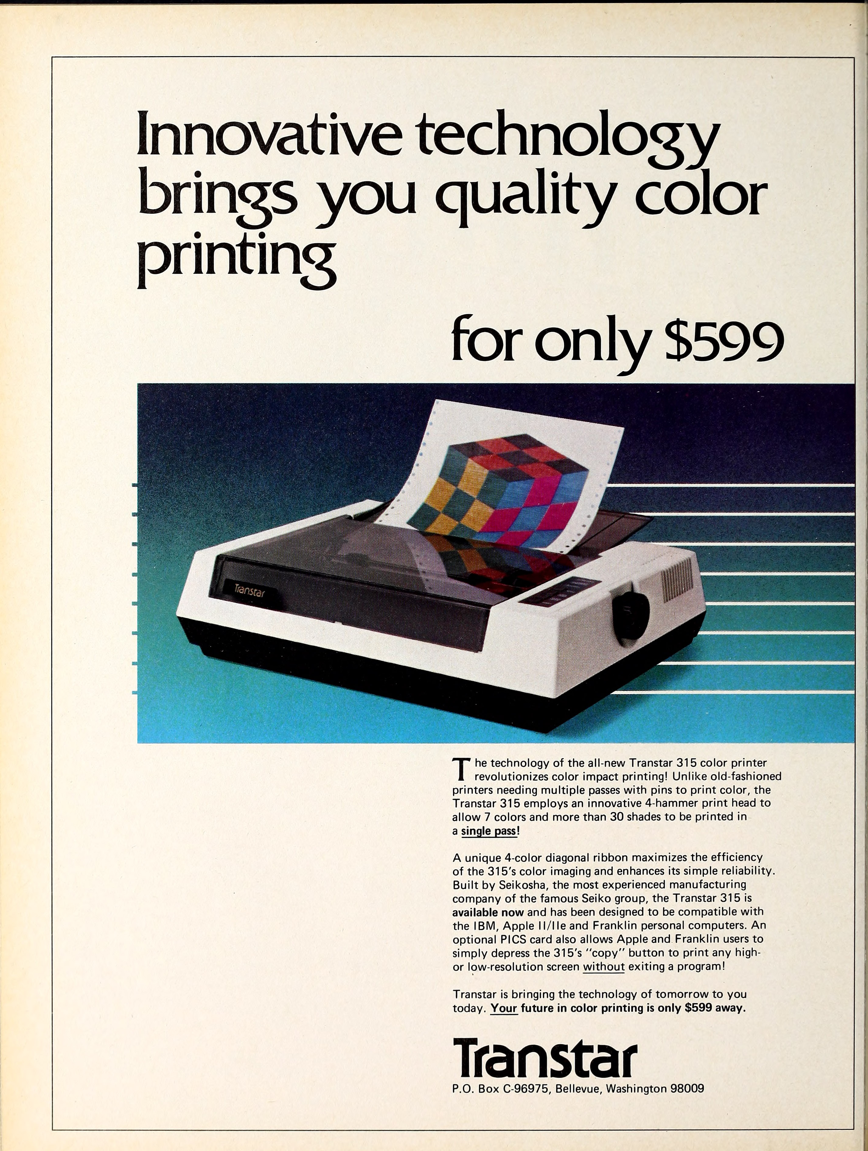 Innovative technology
brings you quality color
printing
for only $599
Transtar
The technology of the all-new Transtar 315 color printer
revolutionizes color impact printing! Unlike old-fashioned
printers needing multiple passes with pins to print color, the
Transtar 315 employs an innovative 4-hammer print head to
allow 7 colors and more than 30 shades to be printed in
a single pass!
A unique 4-color diagonal ribbon maximizes the efficiency
of the 315's color imaging and enhances its simple reliability.
Built by Seikosha, the most experienced manufacturing
company of the famous Seiko group, the Transtar 315 is
available now and has been designed to be compatible with
the IBM, Apple II/IIe and Franklin personal computers. An
optional PICS card also allows Apple and Franklin users to
simply depress the 315's "copy" button to print any high-
or low-resolution screen without exiting a program!
Transtar is bringing the technology of tomorrow to you
today. Your future in color printing is only $599 away.
Transtar
P.O. Box C-96975, Bellevue, Washington 98009